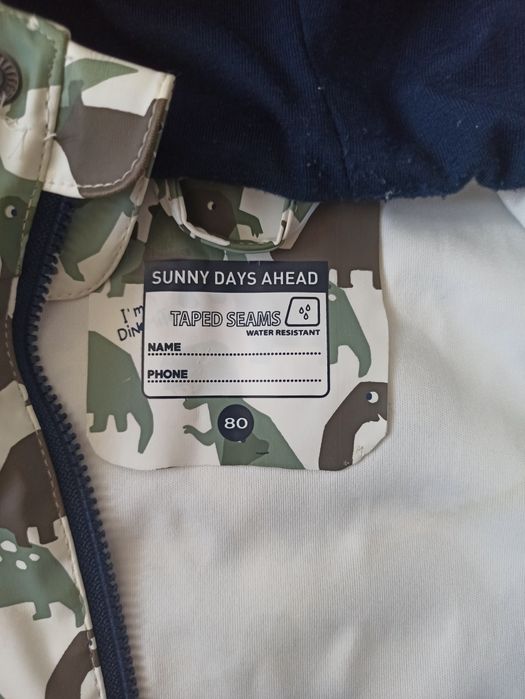 SUNNY DAYS AHEAD
I'm
TAPED SEAMS
WATER RESISTANT
NAME
PHONE
80